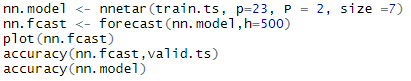 nn.model <- nnetar(train.ts, p=23, P = 2, size =7)
nn.fcast <- forecast(nn.model,h=500)
plot(nn.fcast)
accuracy(nn.fcast,valid.ts)
accuracy(nn.model)